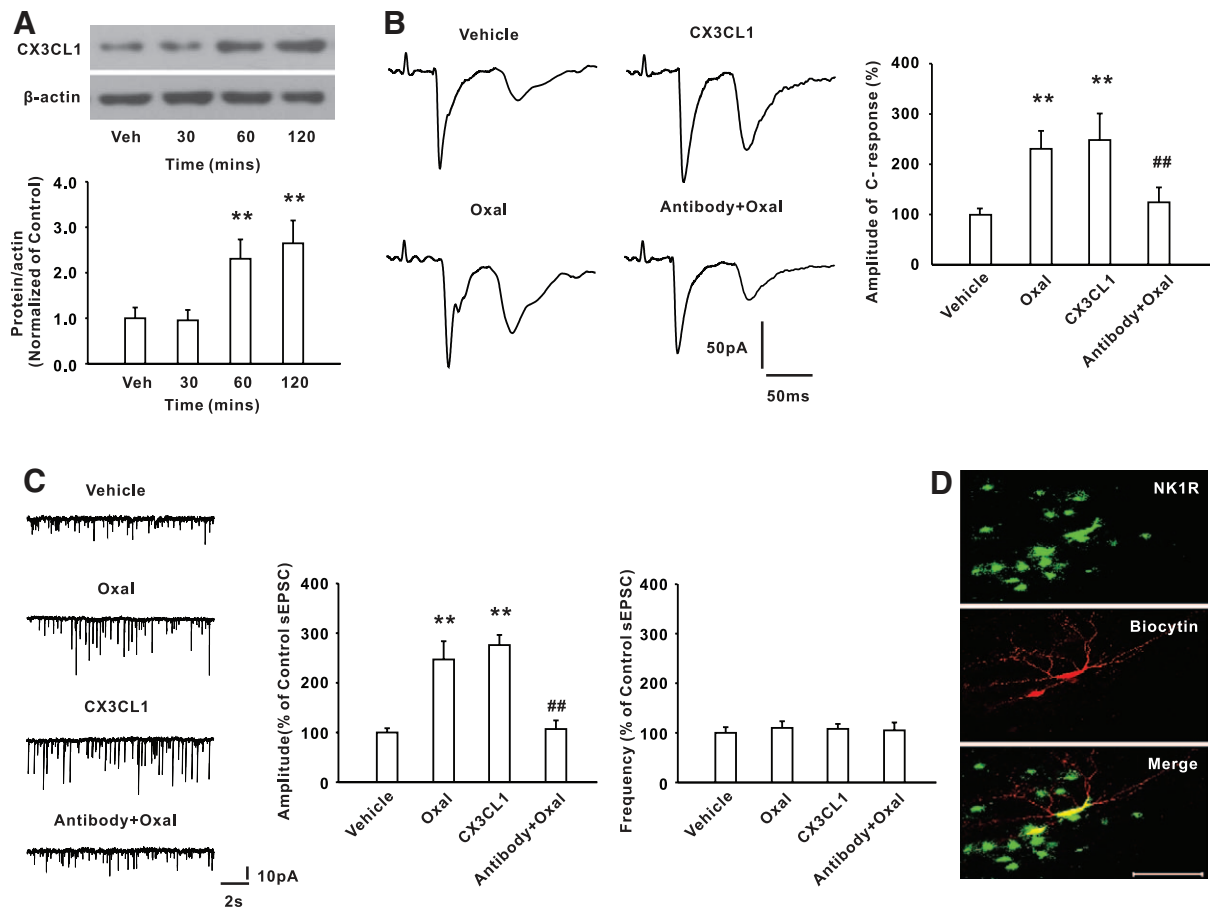 A
CX3CL1
β-actin
Veh 30 60 120
Time (mins)
Protein/actin
(Normalized of Control)
4.0
3.0
2.0
1.0
0.0
**
**
Veh 30 60 120
Time (mins)
B
Vehicle
CX3CL1
Oxal
Antibody+Oxal
50pA
50ms
Amplitude of C- response (%)
400
300
200
100
0
**
**
##
Vehicle
Oxal
CX3CL1
Antibody+Oxal
C
Vehicle
Oxal
CX3CL1
Antibody+Oxal
10pA
2s
Amplitude(% of Control sEPSC)
400
300
200
100
0
**
**
##
Vehicle
Oxal
CX3CL1
Antibody+Oxal
Frequency (% of Control sEPSC)
400
300
200
100
0
Vehicle
Oxal
CX3CL1
Antibody+Oxal
D
NK1R
Biocytin
Merge